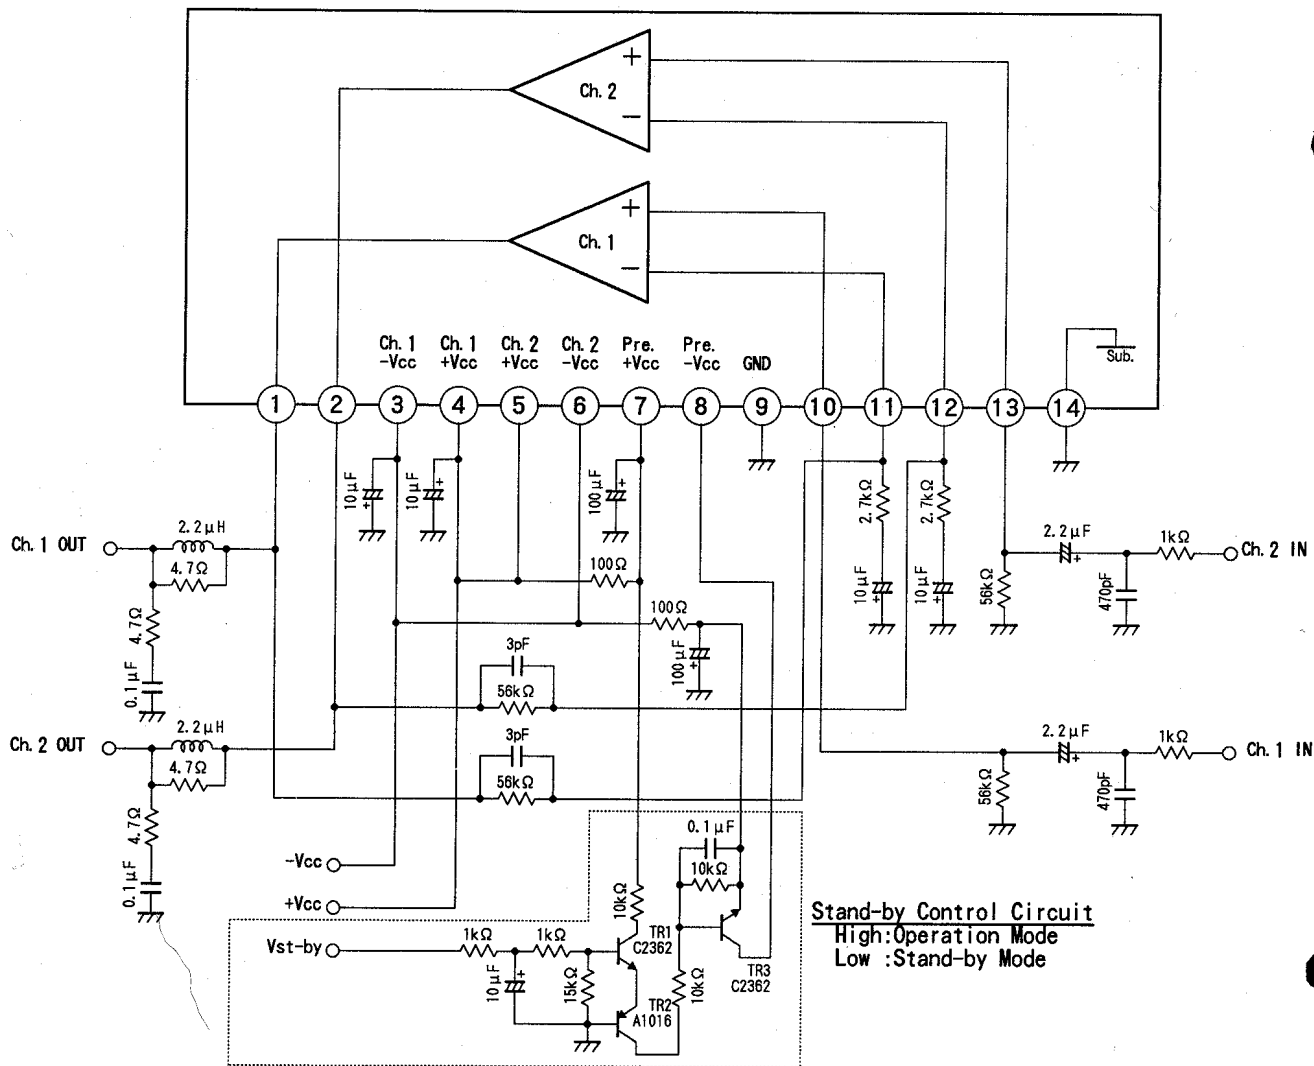 +
Ch. 2
−
+
Ch. 1
−
Ch. 1 Ch. 1 Ch. 2 Ch. 2 Pre. Pre.
-Vcc +Vcc +Vcc -Vcc +Vcc -Vcc GND
Sub.
1 2 3 4 5 6 7 8 9 10 11 12 13 14
10μF + 10μF + 100μF + 2.7kΩ 2.7kΩ
Ch. 1 OUT 2.2μH
4.7Ω
4.7Ω
0.1μF
100Ω
100Ω
100μF +
10μF + 10μF +
2.2μF + 1kΩ Ch. 2 IN
56kΩ 470pF
3pF
56kΩ
Ch. 2 OUT 2.2μH
4.7Ω
4.7Ω
0.1μF
3pF
56kΩ
2.2μF + 1kΩ Ch. 1 IN
56kΩ 470pF
-Vcc
+Vcc
0.1μF
10kΩ
10kΩ
Vst-by 1kΩ 1kΩ
TR1
C2362
10μF + 15kΩ
TR2
A1016
10kΩ
TR3
C2362
Stand-by Control Circuit
High:Operation Mode
Low :Stand-by Mode